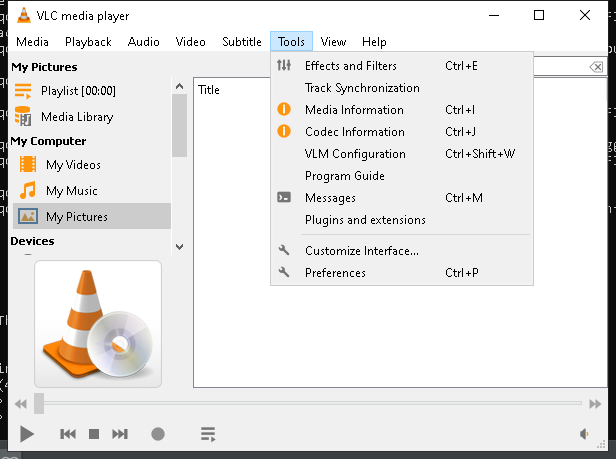 VLC media player
Media Playback Audio Video Subtitle Tools View Help
My Pictures
Playlist [00:00]
Media Library
My Computer
My Videos
My Music
My Pictures
Devices
Title
Effects and Filters Ctrl+E
Track Synchronization
Media Information Ctrl+I
Codec Information Ctrl+J
VLM Configuration Ctrl+Shift+W
Program Guide
Messages Ctrl+M
Plugins and extensions
Customize Interface...
Preferences Ctrl+P